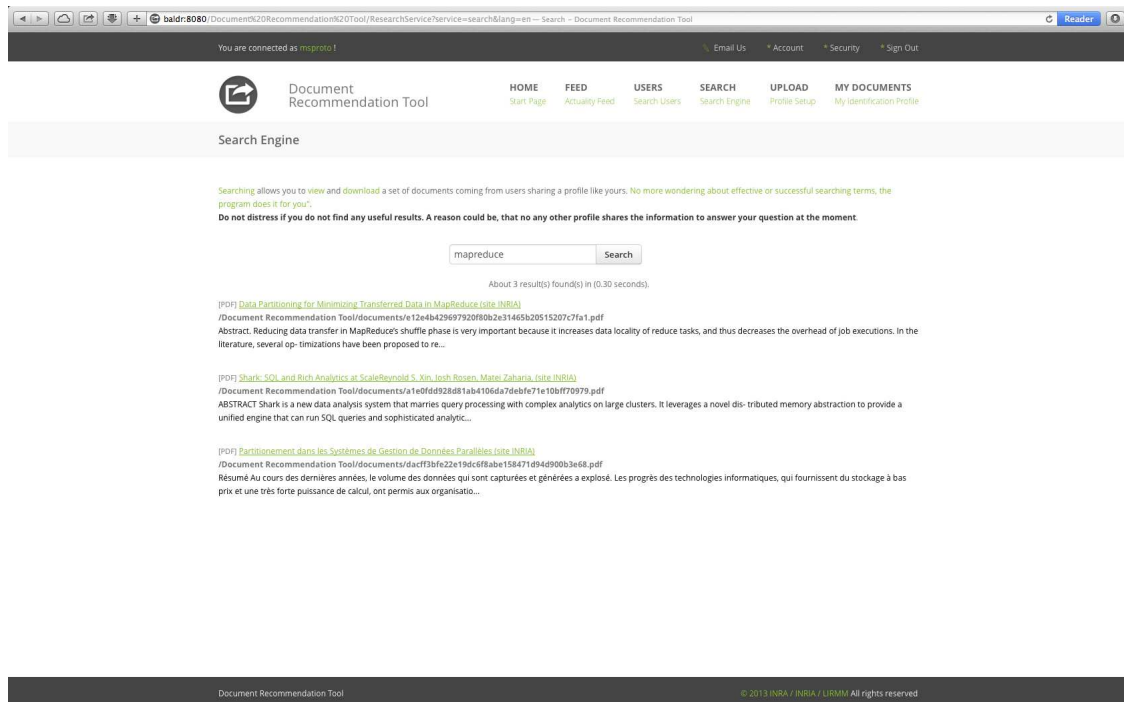 baldr:8080/Document%20Recommendation%20Tool/ResearchService?service=search&lang=en — Search – Document Recommendation Tool
Reader
You are connected as msproto !
Email Us * Account * Security * Sign Out
Document
Recommendation Tool
HOME FEED USERS SEARCH UPLOAD MY DOCUMENTS
Start Page Actuality Feed Search Users Search Engine Profile Setup My Identification Profile
Search Engine
Searching allows you to view and download a set of documents coming from users sharing a profile like yours. No more wondering about effective or successful searching terms, the
program does it for you".
Do not distress if you do not find any useful results. A reason could be, that no any other profile shares the information to answer your question at the moment.
mapreduce Search
About 3 result(s) found(s) in (0.30 seconds).
[PDF] Data Partitioning for Minimizing Transferred Data in MapReduce (site INRIA)
/Document Recommendation Tool/documents/e12e4b429697920f80b2e31465b20515207c7fa1.pdf
Abstract. Reducing data transfer in MapReduce's shuffle phase is very important because it increases data locality of reduce tasks, and thus decreases the overhead of job executions. In the
literature, several op- timizations have been proposed to re...
[PDF] Shark: SQL and Rich Analytics at ScaleReynold S. Xin, Josh Rosen, Matei Zaharia, (site INRIA)
/Document Recommendation Tool/documents/a1e0fdd928d81ab4106da7debfe71e10bff70979.pdf
ABSTRACT Shark is a new data analysis system that marries query processing with complex analytics on large clusters. It leverages a novel dis- tributed memory abstraction to provide a
unified engine that can run SQL queries and sophisticated analytic...
[PDF] Partitionement dans les Systèmes de Gestion de Données Parallèles (site INRIA)
/Document Recommendation Tool/documents/dacff3bfe22e19dc6f8abe158471d94d900b3e68.pdf
Résumé Au cours des dernières années, le volume des données qui sont capturées et générées a explosé. Les progrès des technologies informatiques, qui fournissent du stockage à bas
prix et une très forte puissance de calcul, ont permis aux organisatio...
Document Recommendation Tool
© 2013 INRA / INRIA / LIRMM All rights reserved